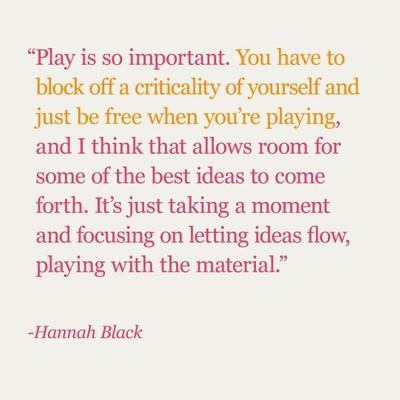 “Play is so important. You have to
block off a criticality of yourself and
just be free when you’re playing,
and I think that allows room for
some of the best ideas to come
forth. It’s just taking a moment
and focusing on letting ideas flow,
playing with the material.”
-Hannah Black